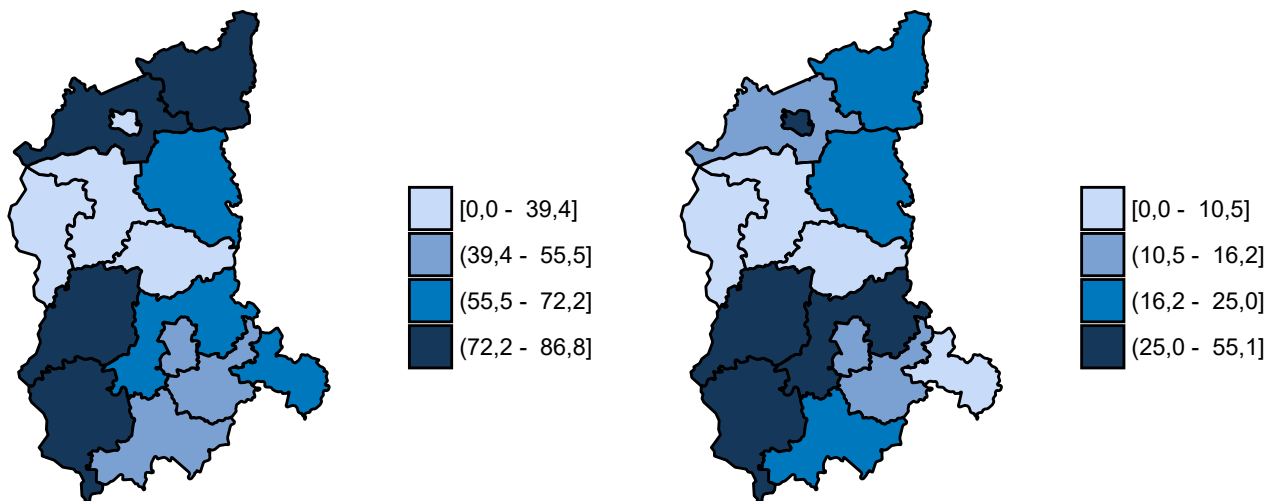 [0,0 - 39,4]
(39,4 - 55,5]
(55,5 - 72,2]
(72,2 - 86,8]
[0,0 - 10,5]
(10,5 - 16,2]
(16,2 - 25,0]
(25,0 - 55,1]